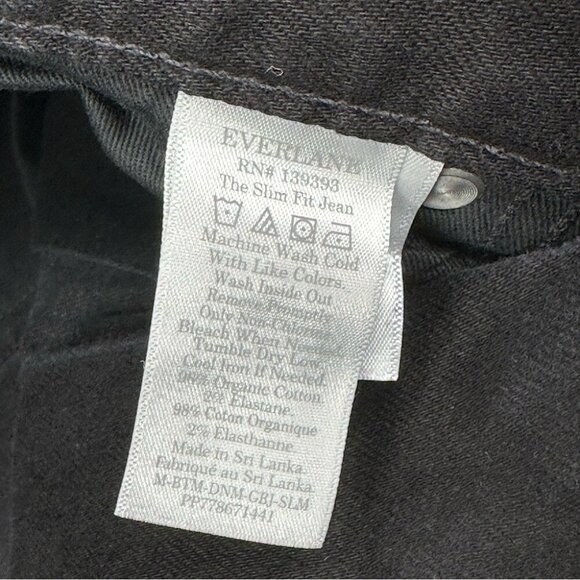 EVERLANE
RN# 139393
The Slim Fit Jean
Machine Wash Cold
With Like Colors.
Wash Inside Out
Remove Promptly
Only Non-Chlorine
Bleach When Needed
Tumble Dry Low.
Cool Iron If Needed.
98% Organic Cotton
2% Elastane.
98% Coton Organique
2% Elasthanne.
Made in Sri Lanka.
Fabriqué au Sri Lanka.
M-BTM-DNM-GBJ-SLM
PP778671441